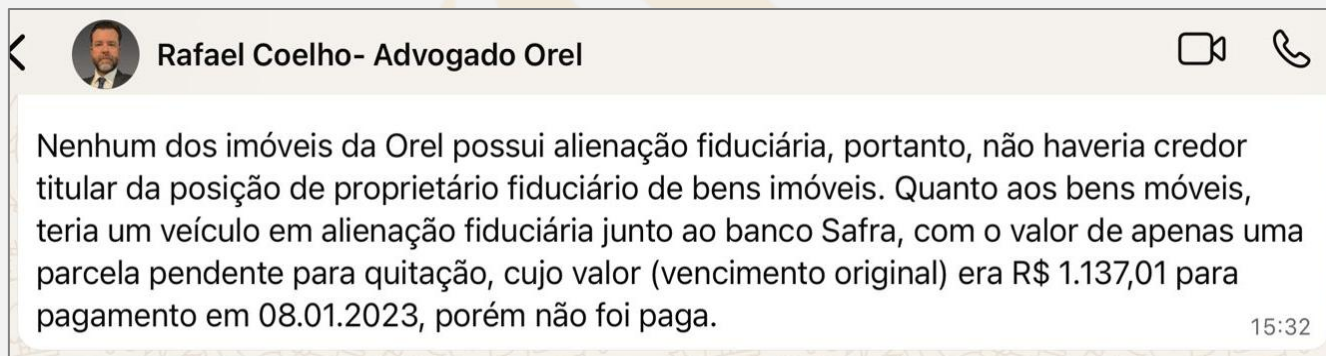 Rafael Coelho- Advogado Orel
Nenhum dos imóveis da Orel possui alienação fiduciária, portanto, não haveria credor
titular da posição de proprietário fiduciário de bens imóveis. Quanto aos bens móveis,
teria um veículo em alienação fiduciária junto ao banco Safra, com o valor de apenas uma
parcela pendente para quitação, cujo valor (vencimento original) era R$ 1.137,01 para
pagamento em 08.01.2023, porém não foi paga.
15:32